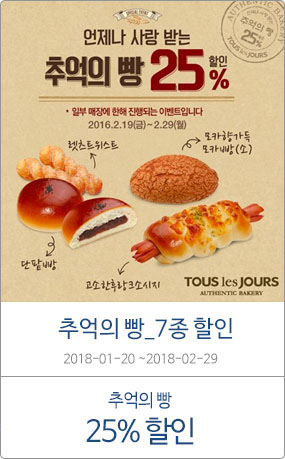 SPECIAL EVENT
언제나 사랑 받는
추억의 빵 25% 할인
* 일부 매장에 한해 진행되는 이벤트입니다
2016.2.19(금)~2.29(월)
AUTHENTIC BAKERY
추억의 빵
25%
TOUS les JOURS
렛츠트위스트
모카향가득
모카빵(소)
단팥빵
고소한후랑크소시지
TOUS les JOURS
AUTHENTIC BAKERY
추억의 빵_7종 할인
2018-01-20 ~2018-02-29
추억의 빵
25% 할인